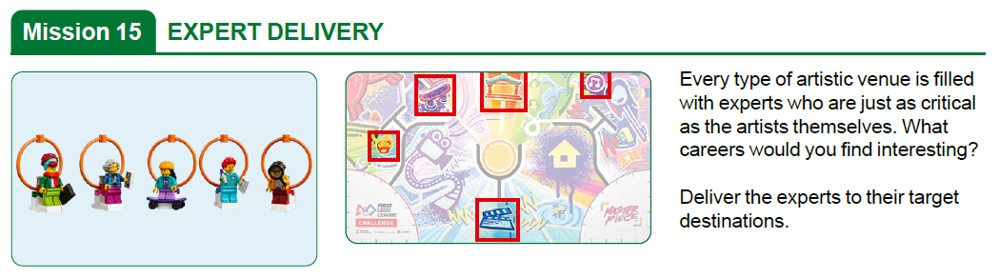 Mission 15
EXPERT DELIVERY
FIRST
LEGO
LEAGUE
CHALLENGE
MASTER
PIECE
Every type of artistic venue is filled
with experts who are just as critical
as the artists themselves. What
careers would you find interesting?
Deliver the experts to their target
destinations.